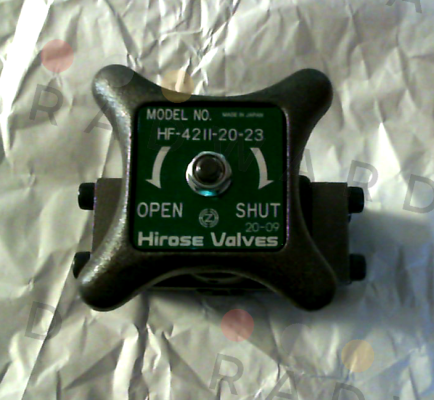 MODEL NO. MADE IN JAPAN
HF-4211-20-23
OPEN SHUT
20-09
Hirose Valves